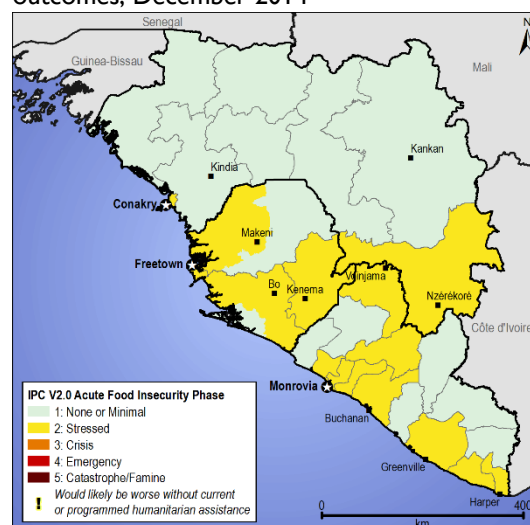 outcomes, December 2014
Senegal
N
Guinea-Bissau
Mali
Kankan
Kindia
Conakry
Makeni
Freetown
Bo
Kenema
Voinjama
Nzérékoré
Côte d'Ivoire
Monrovia
Buchanan
Greenville
Harper
IPC V2.0 Acute Food Insecurity Phase
1: None or Minimal
2: Stressed
3: Crisis
4: Emergency
5: Catastrophe/Famine
! Would likely be worse without current
or programmed humanitarian assistance
0 400
km